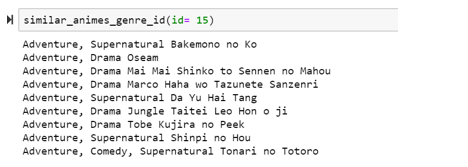 similar_animes_genre_id(id= 15)
Adventure, Supernatural Bakemono no Ko
Adventure, Drama Oseam
Adventure, Drama Mai Mai Shinko to Sennen no Mahou
Adventure, Drama Marco Haha wo Tazunete Sanzenri
Adventure, Supernatural Da Yu Hai Tang
Adventure, Drama Jungle Taitei Leo Hon o ji
Adventure, Drama Tobe Kujira no Peek
Adventure, Supernatural Shinpi no Hou
Adventure, Comedy, Supernatural Tonari no Totoro